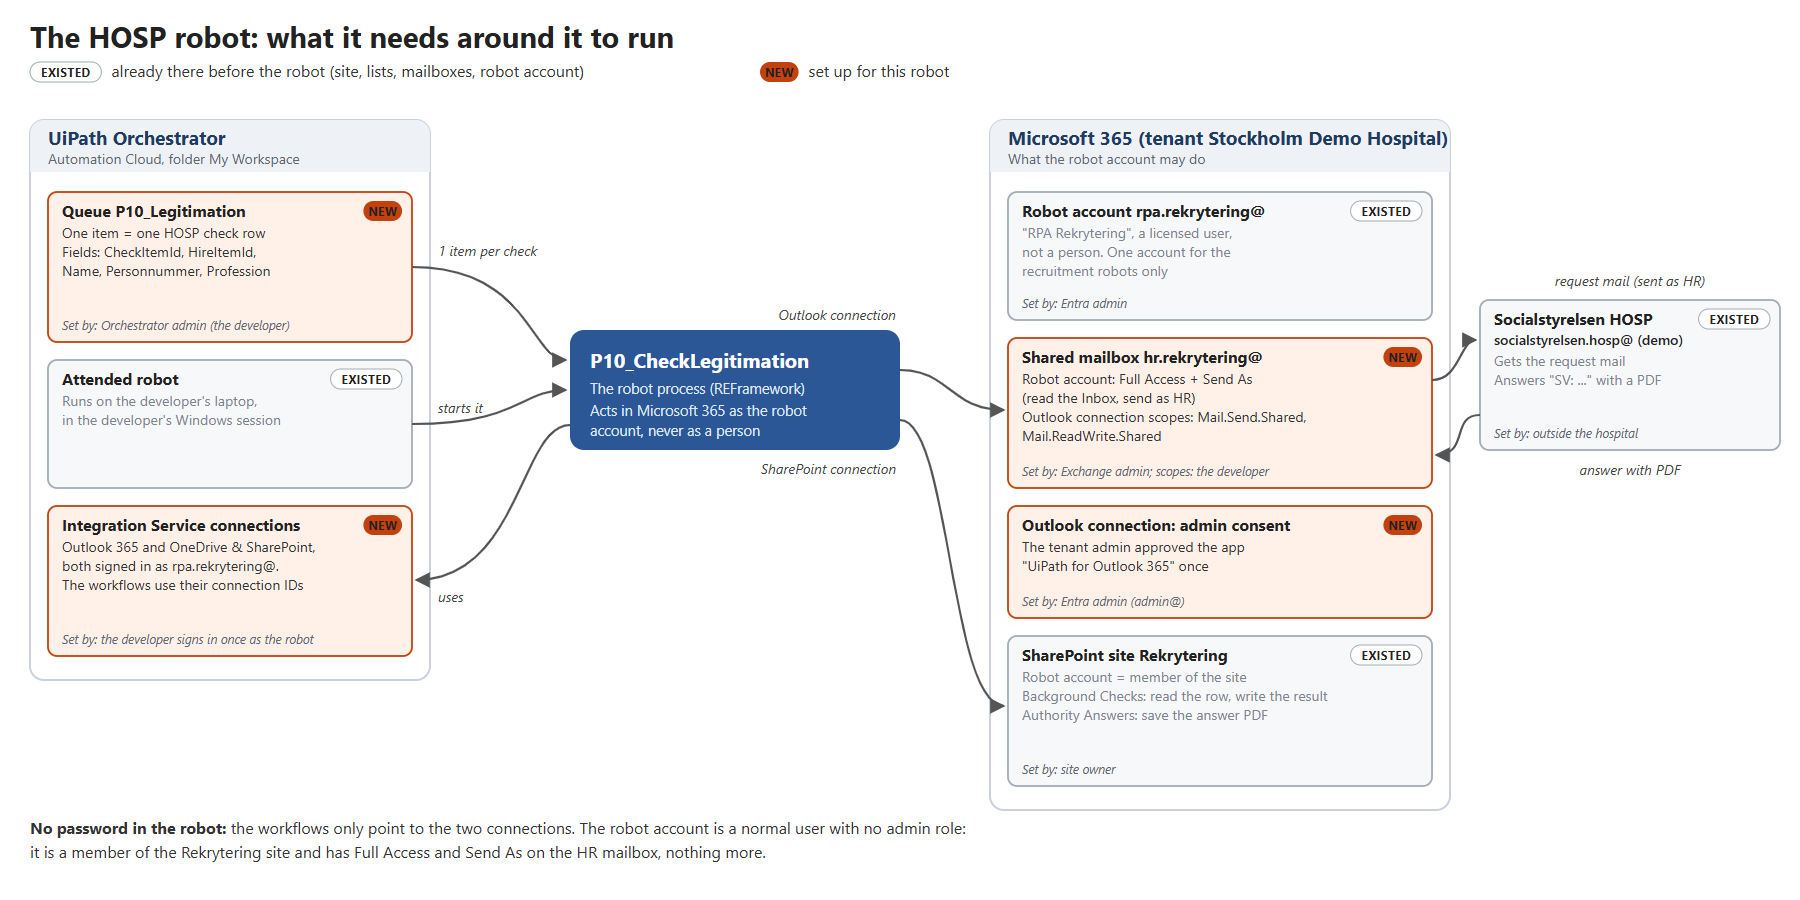 The HOSP robot: what it needs around it to run
EXISTED already there before the robot (site, lists, mailboxes, robot account)
NEW set up for this robot
UiPath Orchestrator
Automation Cloud, folder My Workspace
Queue P10_Legitimation
NEW
One item = one HOSP check row
Fields: CheckItemId, HireItemId,
Name, Personnummer, Profession
Set by: Orchestrator admin (the developer)
Attended robot
EXISTED
Runs on the developer's laptop,
in the developer's Windows session
Integration Service connections
NEW
Outlook 365 and OneDrive & SharePoint,
both signed in as rpa.rekrytering@.
The workflows use their connection IDs
Set by: the developer signs in once as the robot
1 item per check
starts it
uses
P10_CheckLegitimation
The robot process (REFramework)
Acts in Microsoft 365 as the robot
account, never as a person
Outlook connection
SharePoint connection
Microsoft 365 (tenant Stockholm Demo Hospital)
What the robot account may do
Robot account rpa.rekrytering@
EXISTED
"RPA Rekrytering", a licensed user,
not a person. One account for the
recruitment robots only
Set by: Entra admin
Shared mailbox hr.rekrytering@
NEW
Robot account: Full Access + Send As
(read the Inbox, send as HR)
Outlook connection scopes: Mail.Send.Shared,
Mail.ReadWrite.Shared
Set by: Exchange admin; scopes: the developer
Outlook connection: admin consent
NEW
The tenant admin approved the app
"UiPath for Outlook 365" once
Set by: Entra admin (admin@)
SharePoint site Rekrytering
EXISTED
Robot account = member of the site
Background Checks: read the row, write the result
Authority Answers: save the answer PDF
Set by: site owner
request mail (sent as HR)
Socialstyrelsen HOSP
EXISTED
socialstyrelsen.hosp@ (demo)
Gets the request mail
Answers "SV: ..." with a PDF
Set by: outside the hospital
answer with PDF
No password in the robot: the workflows only point to the two connections. The robot account is a normal user with no admin role:
it is a member of the Rekrytering site and has Full Access and Send As on the HR mailbox, nothing more.